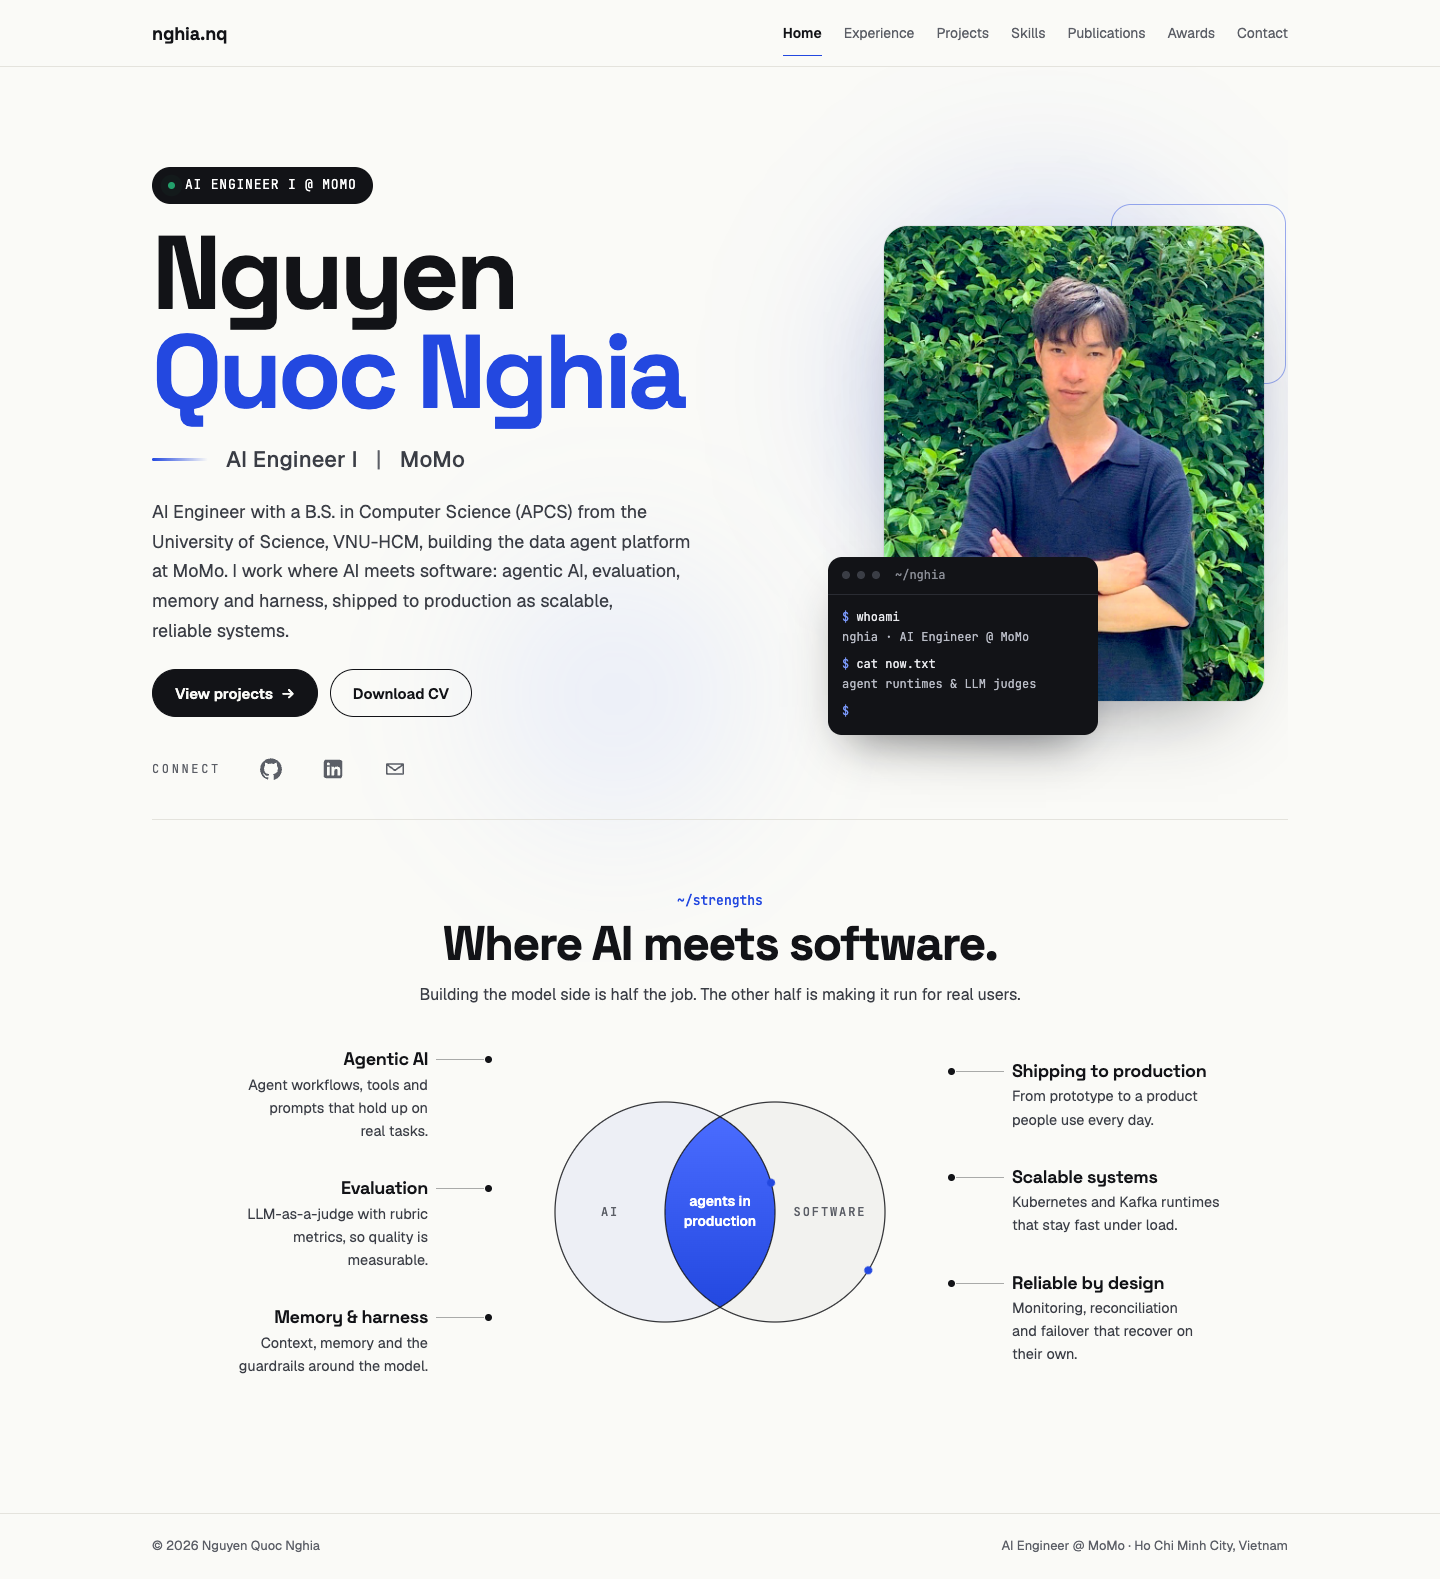 nghia.nq
Home Experience Projects Skills Publications Awards Contact
AI ENGINEER I @ MOMO
Nguyen
Quoc Nghia
AI Engineer I | MoMo
AI Engineer with a B.S. in Computer Science (APCS) from the
University of Science, VNU-HCM, building the data agent platform
at MoMo. I work where AI meets software: agentic AI, evaluation,
memory and harness, shipped to production as scalable,
reliable systems.
View projects →
Download CV
CONNECT
~/nghia
$ whoami
nghia · AI Engineer @ MoMo
$ cat now.txt
agent runtimes & LLM judges
$
~/strengths
Where AI meets software.
Building the model side is half the job. The other half is making it run for real users.
Agentic AI
Agent workflows, tools and
prompts that hold up on
real tasks.
Evaluation
LLM-as-a-judge with rubric
metrics, so quality is
measurable.
Memory & harness
Context, memory and the
guardrails around the model.
AI
agents in
production
SOFTWARE
Shipping to production
From prototype to a product
people use every day.
Scalable systems
Kubernetes and Kafka runtimes
that stay fast under load.
Reliable by design
Monitoring, reconciliation
and failover that recover on
their own.
© 2026 Nguyen Quoc Nghia
AI Engineer @ MoMo · Ho Chi Minh City, Vietnam